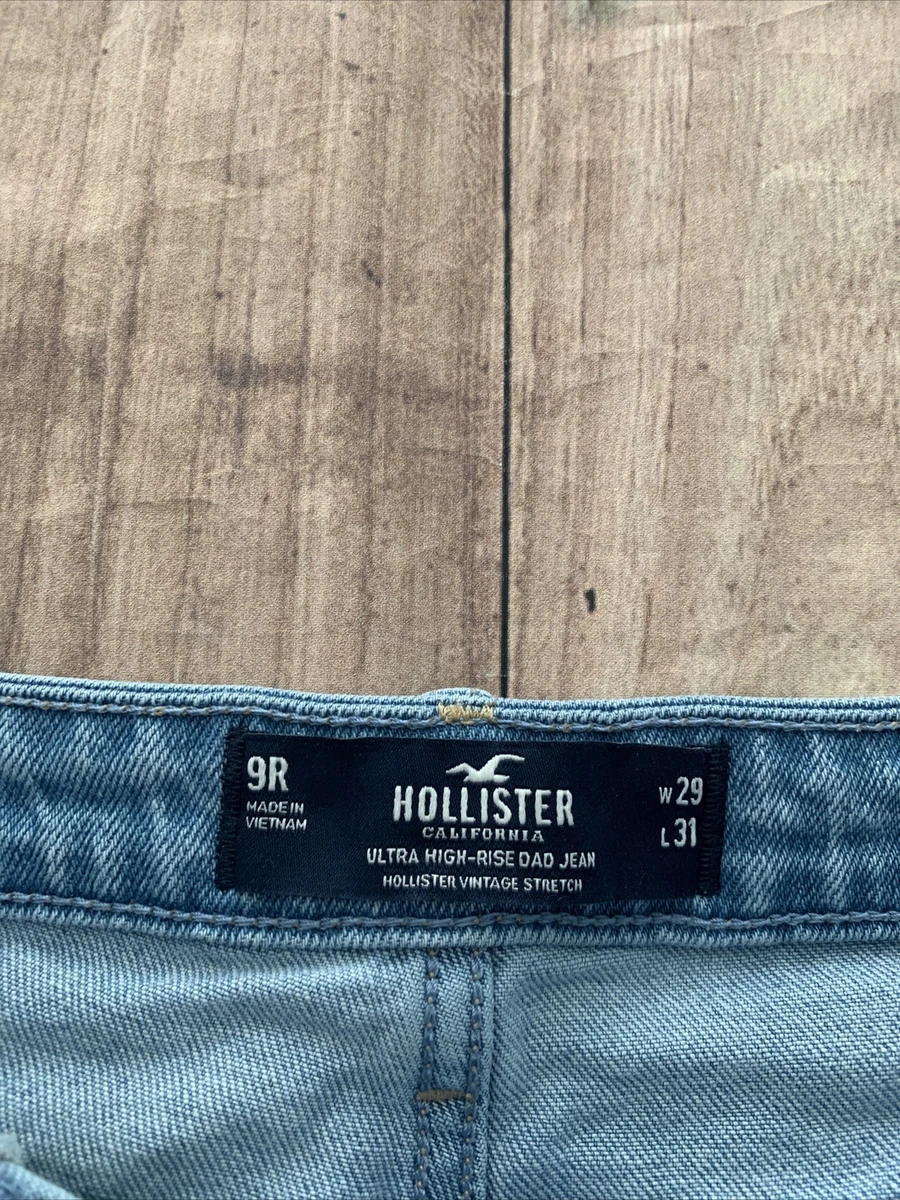 9R
MADE IN
VIETNAM
HOLLISTER
CALIFORNIA
ULTRA HIGH-RISE DAD JEAN
HOLLISTER VINTAGE STRETCH
W 29
L 31